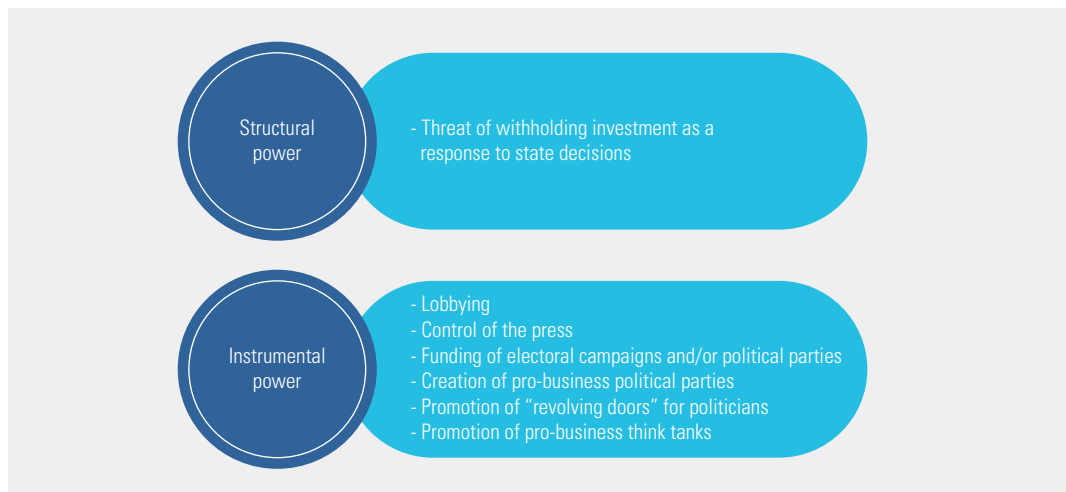 Structural
power
- Threat of withholding investment as a
response to state decisions
Instrumental
power
- Lobbying
- Control of the press
- Funding of electoral campaigns and/or political parties
- Creation of pro-business political parties
- Promotion of “revolving doors” for politicians
- Promotion of pro-business think tanks